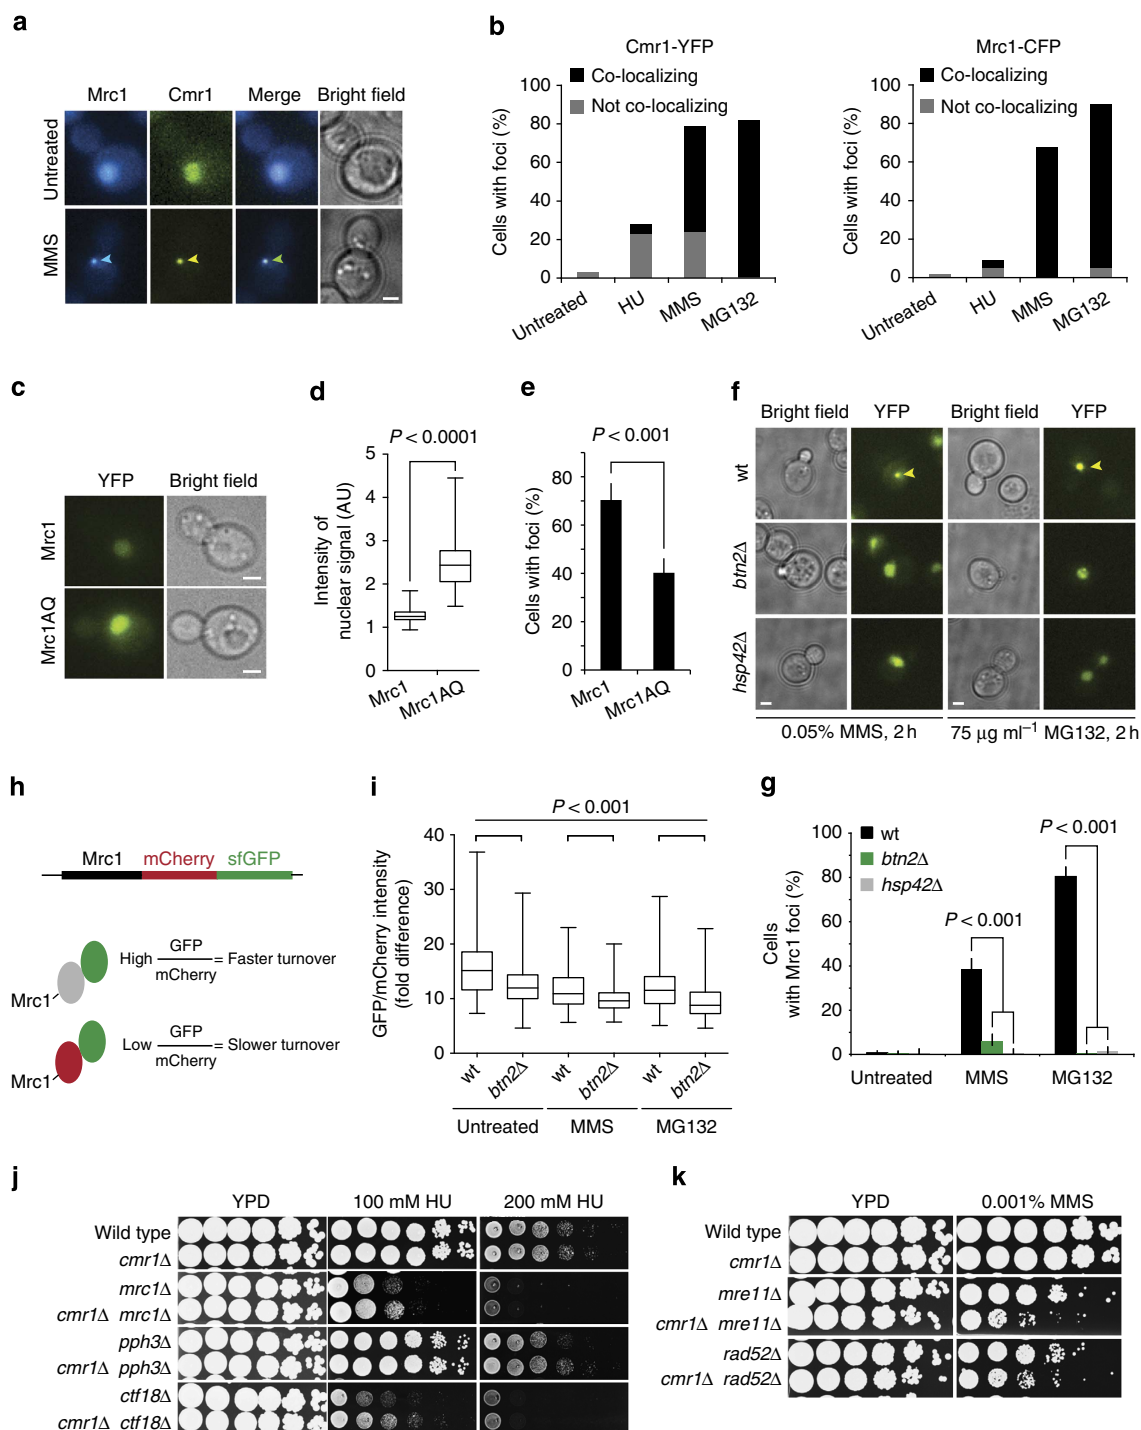 a
Mrc1 Cmr1 Merge Bright field
Untreated
MMS
b
Cmr1-YFP
Co-localizing
Not co-localizing
Cells with foci (%)
100
80
60
40
20
0
Untreated HU MMS MG132
Mrc1-CFP
Co-localizing
Not co-localizing
Cells with foci (%)
100
80
60
40
20
0
Untreated HU MMS MG132
c
YFP Bright field
Mrc1
Mrc1AQ
d
P < 0.0001
Intensity of
nuclear signal (AU)
5
4
3
2
1
0
Mrc1 Mrc1AQ
e
P < 0.001
Cells with foci (%)
80
60
40
20
0
Mrc1 Mrc1AQ
f
Bright field YFP Bright field YFP
wt
btn2Δ
hsp42Δ
0.05% MMS, 2 h 75 μg ml⁻¹ MG132, 2 h
h
Mrc1 mCherry sfGFP
High GFP/mCherry = Faster turnover
Mrc1
Low GFP/mCherry = Slower turnover
Mrc1
i
P < 0.001
GFP/mCherry intensity
(fold difference)
40
30
20
10
0
wt btn2Δ wt btn2Δ wt btn2Δ
Untreated MMS MG132
g
wt
btn2Δ
hsp42Δ
P < 0.001
P < 0.001
Cells
with Mrc1 foci (%)
100
80
60
40
20
0
Untreated MMS MG132
j
YPD 100 mM HU 200 mM HU
Wild type
cmr1Δ
mrc1Δ
cmr1Δ mrc1Δ
pph3Δ
cmr1Δ pph3Δ
ctf18Δ
cmr1Δ ctf18Δ
k
YPD 0.001% MMS
Wild type
cmr1Δ
mre11Δ
cmr1Δ mre11Δ
rad52Δ
cmr1Δ rad52Δ